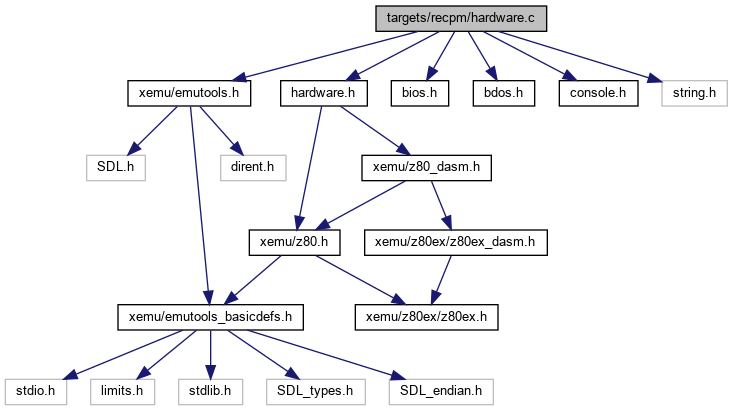 targets/recpm/hardware.c
xemu/emutools.h
hardware.h
bios.h
bdos.h
console.h
string.h
SDL.h
dirent.h
xemu/z80_dasm.h
xemu/z80.h
xemu/z80ex/z80ex_dasm.h
xemu/emutools_basicdefs.h
xemu/z80ex/z80ex.h
stdio.h
limits.h
stdlib.h
SDL_types.h
SDL_endian.h